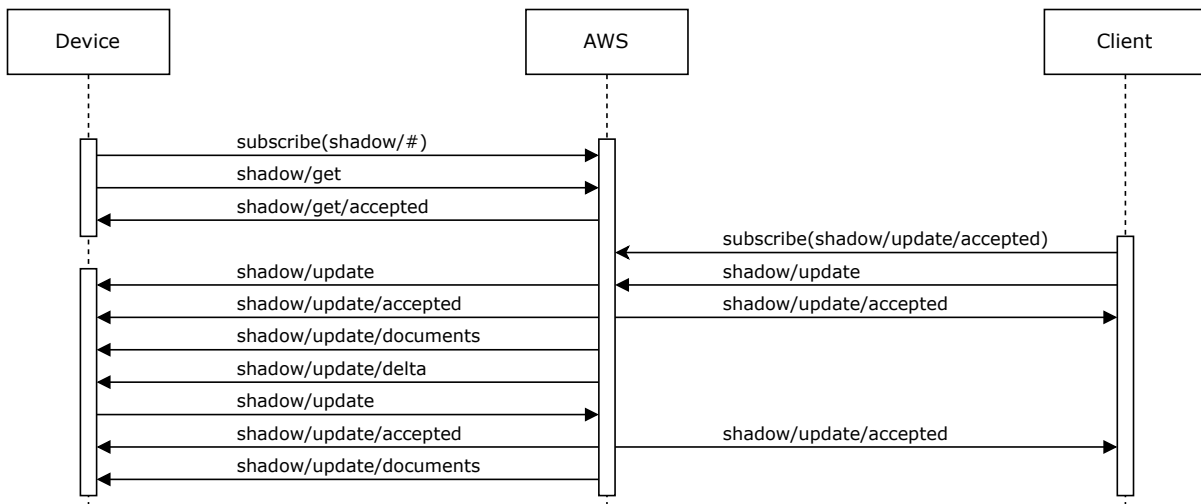 Device
AWS
Client
subscribe(shadow/#)
shadow/get
shadow/get/accepted
subscribe(shadow/update/accepted)
shadow/update
shadow/update
shadow/update/accepted
shadow/update/accepted
shadow/update/documents
shadow/update/delta
shadow/update
shadow/update/accepted
shadow/update/accepted
shadow/update/documents